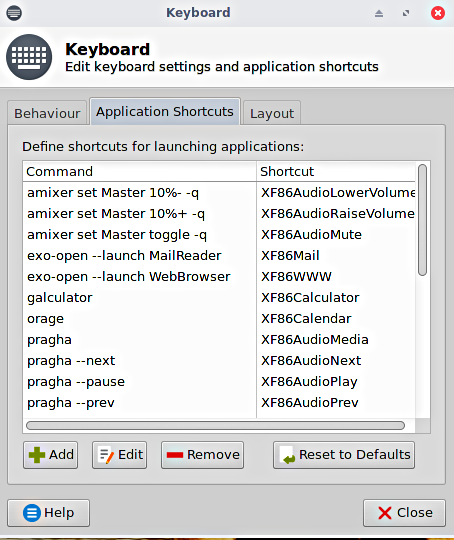 Keyboard
Keyboard
Edit keyboard settings and application shortcuts
Behaviour Application Shortcuts Layout
Define shortcuts for launching applications:
Command Shortcut
amixer set Master 10%- -q XF86AudioLowerVolume
amixer set Master 10%+ -q XF86AudioRaiseVolume
amixer set Master toggle -q XF86AudioMute
exo-open --launch MailReader XF86Mail
exo-open --launch WebBrowser XF86WWW
galculator XF86Calculator
orage XF86Calendar
pragha XF86AudioMedia
pragha --next XF86AudioNext
pragha --pause XF86AudioPlay
pragha --prev XF86AudioPrev
Add Edit Remove Reset to Defaults
Help Close